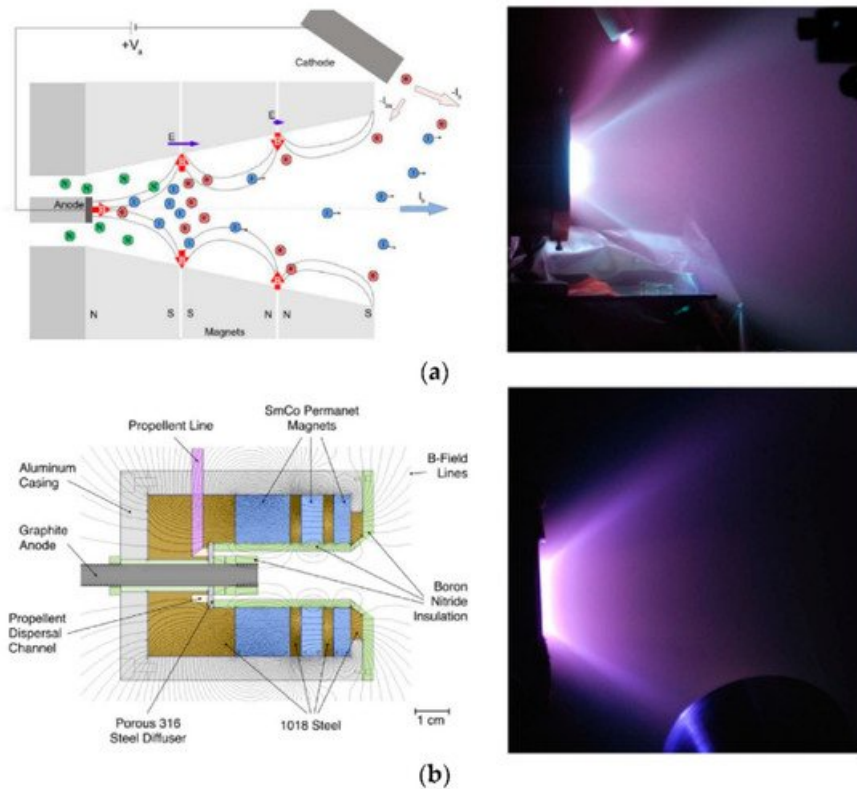 +Vₐ
Cathode
E
E
Anode
N
S
S
N
N
S
Magnets
(a)
SmCo Permanet
Magnets
Propellent Line
Aluminum
Casing
B-Field
Lines
Graphite
Anode
Boron
Nitride
Insulation
Propellent
Dispersal
Channel
Porous 316
Steel Diffuser
1018 Steel
1 cm
(b)